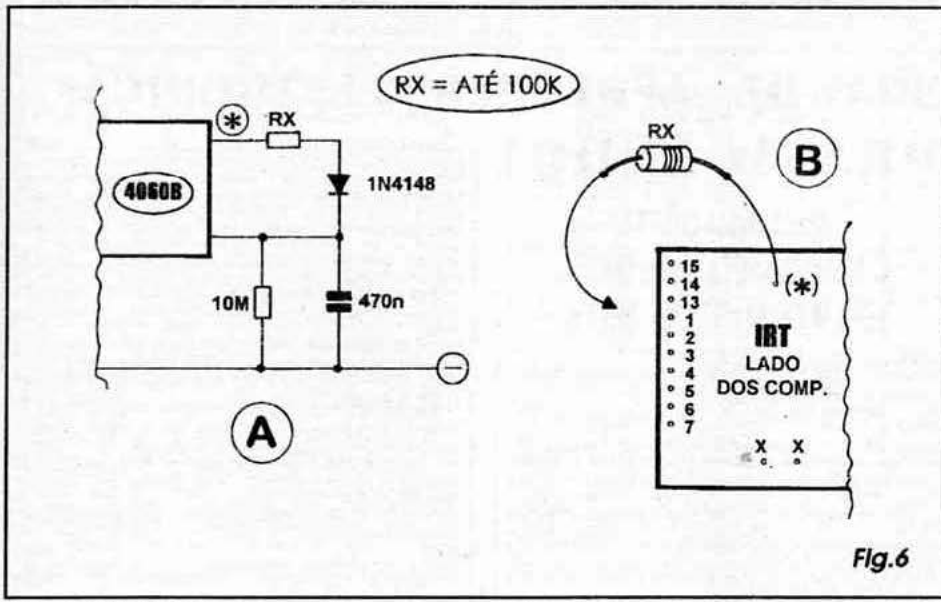 RX = ATÉ 100K
*
RX
4060B
1N4148
10M
470n
−
A
RX
B
15
14
13
1
2
3
4
5
6
7
(*)
IRT
LADO
DOS COMP.
X X
Fig.6